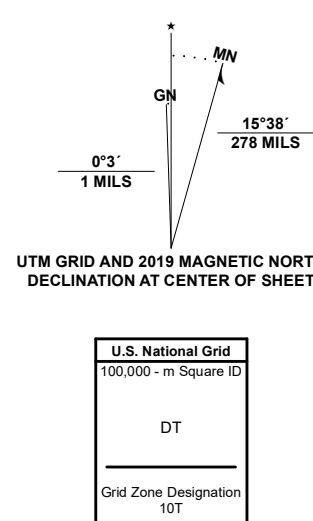 ★
MN
GN
15°38´
278 MILS
0°3´
1 MILS
UTM GRID AND 2019 MAGNETIC NORT
DECLINATION AT CENTER OF SHEET
U.S. National Grid
100,000 - m Square ID
DT
Grid Zone Designation
10T